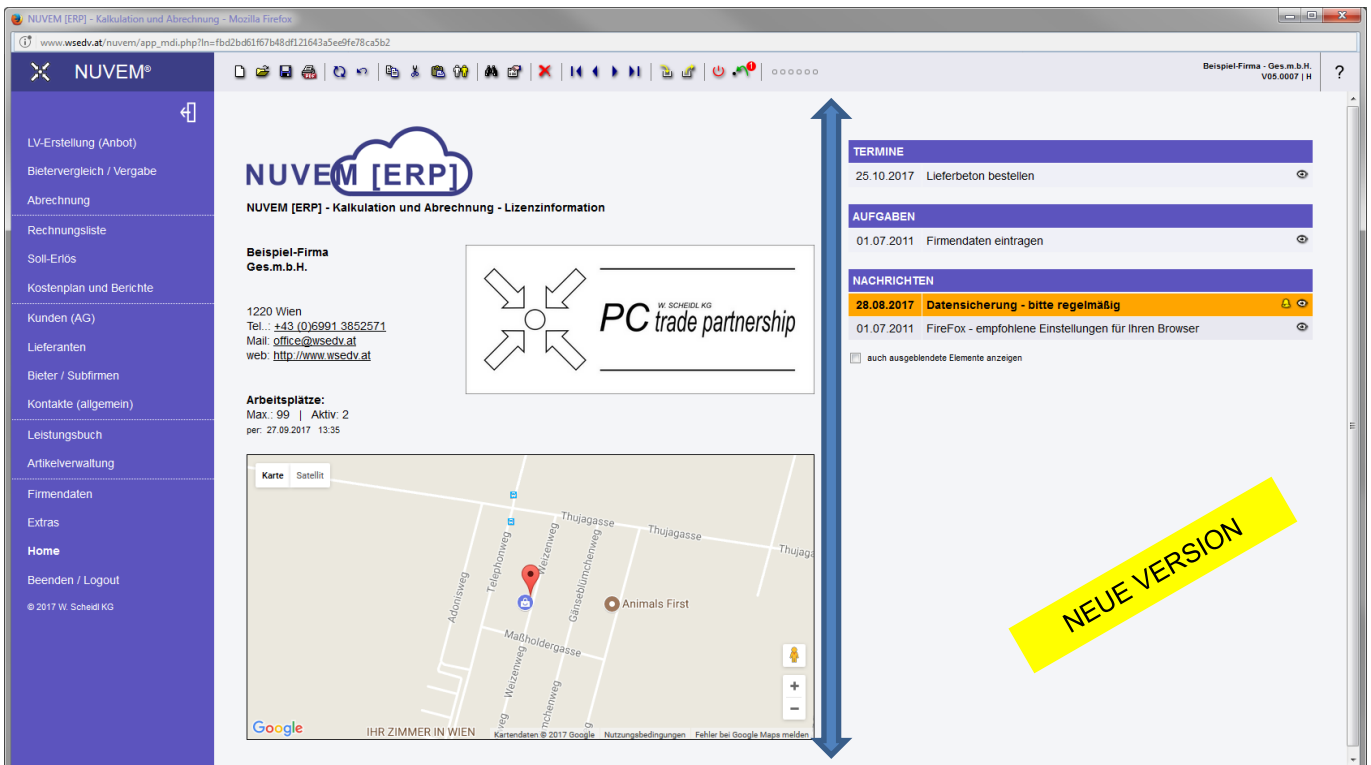 NUVEM [ERP] - Kalkulation und Abrechnung - Mozilla Firefox
www.wsedv.at/nuvem/app_mdi.php?ln=fbd2bd61f67b48df121643a5ee9fe78ca5b2
NUVEM®
Beispiel-Firma - Ges.m.b.H.
V05.0007 | H
?
LV-Erstellung (Anbot)
Bietervergleich / Vergabe
Abrechnung
Rechnungsliste
Soll-Erlös
Kostenplan und Berichte
Kunden (AG)
Lieferanten
Bieter / Subfirmen
Kontakte (allgemein)
Leistungsbuch
Artikelverwaltung
Firmendaten
Extras
Home
Beenden / Logout
© 2017 W. Scheidl KG
NUVEM [ERP]
NUVEM [ERP] - Kalkulation und Abrechnung - Lizenzinformation
Beispiel-Firma
Ges.m.b.H.
1220 Wien
Tel..: +43 (0)6991 3852571
Mail: office@wsedv.at
web: http://www.wsedv.at
W. SCHEIDL KG
PC trade partnership
Arbeitsplätze:
Max.: 99 | Aktiv: 2
per: 27.09.2017 13:35
Karte Satellit
Thujagasse
Thujagasse
Thujaga
Telephonweg
Weizenweg
Gänseblümchenweg
Adonisweg
Animals First
Maßholdergasse
Weizenweg
IHR ZIMMER IN WIEN
Google
Kartendaten © 2017 Google Nutzungsbedingungen Fehler bei Google Maps melden
TERMINE
25.10.2017 Lieferbeton bestellen
AUFGABEN
01.07.2011 Firmendaten eintragen
NACHRICHTEN
28.08.2017 Datensicherung - bitte regelmäßig
01.07.2011 FireFox - empfohlene Einstellungen für Ihren Browser
auch ausgeblendete Elemente anzeigen
NEUE VERSION